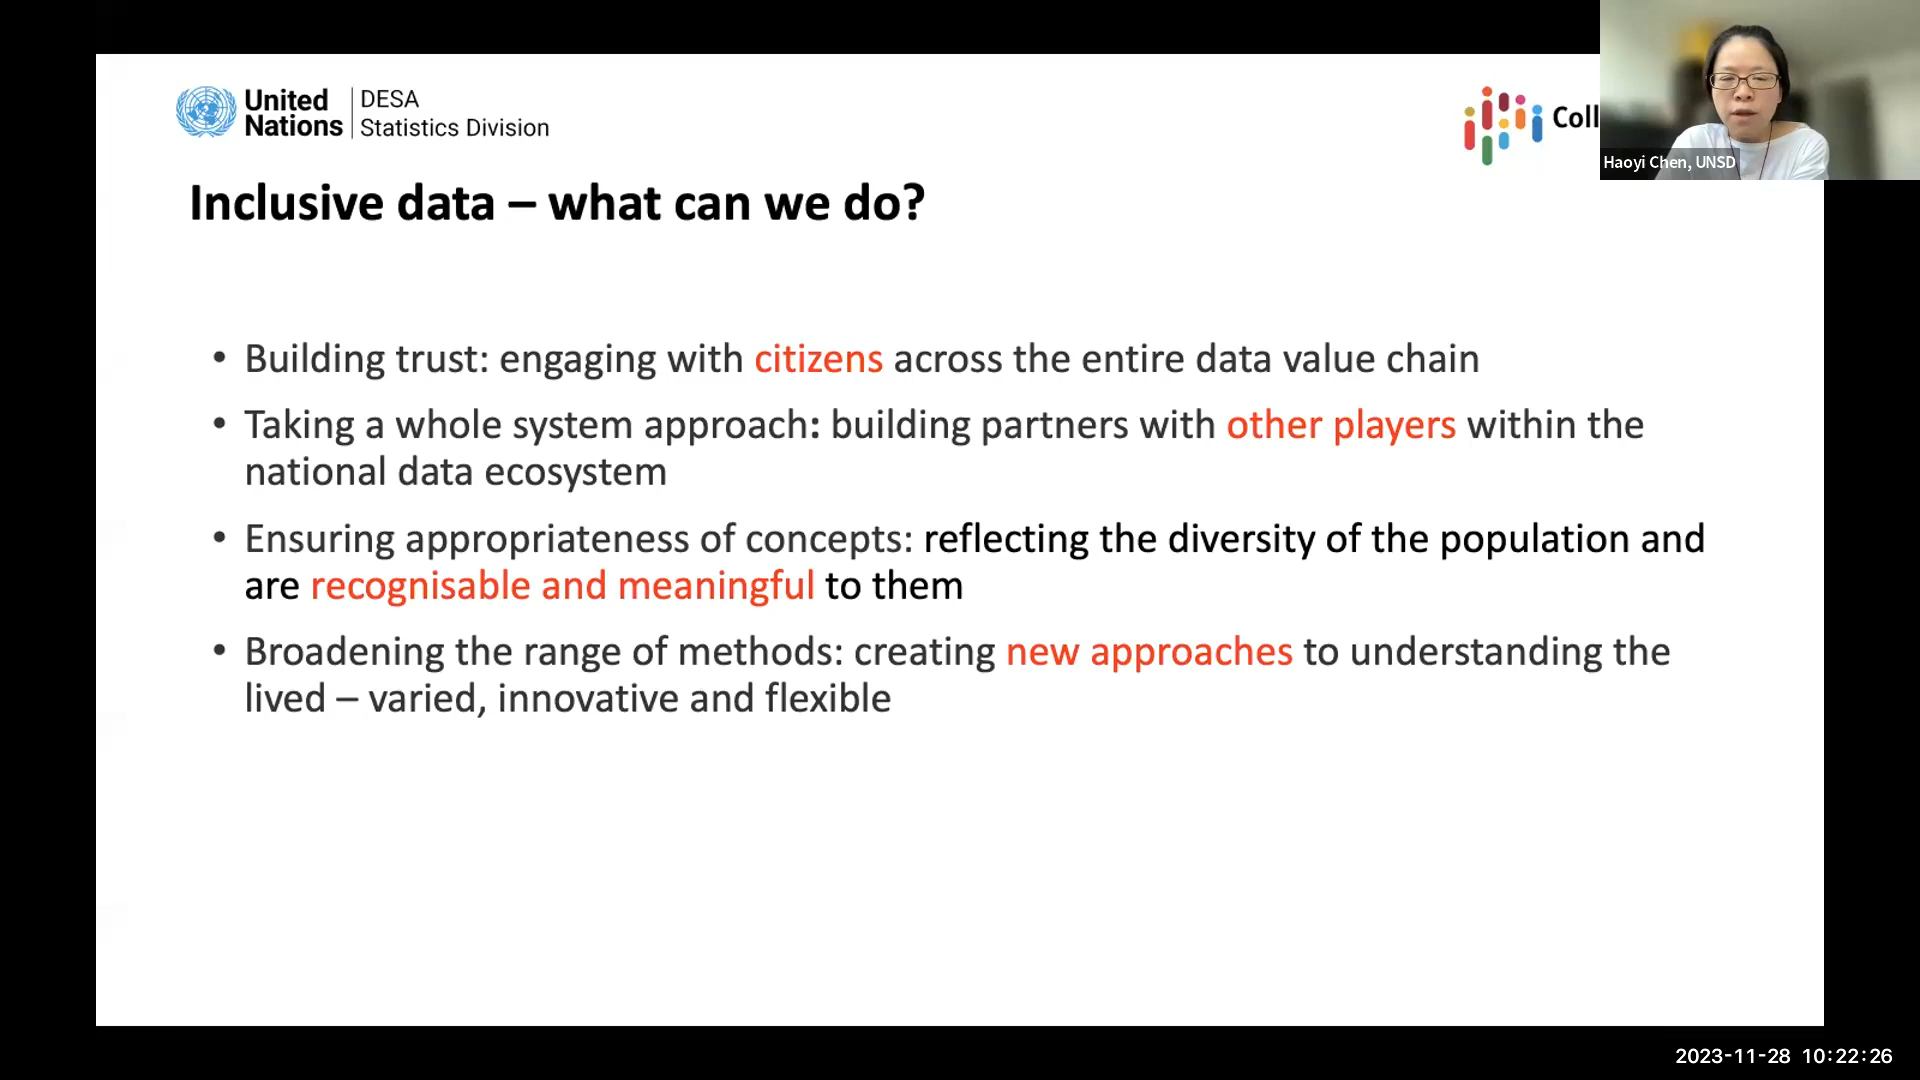 United
Nations
DESA
Statistics Division
Coll
Haoyi Chen, UNSD
Inclusive data – what can we do?
• Building trust: engaging with citizens across the entire data value chain
• Taking a whole system approach: building partners with other players within the
national data ecosystem
• Ensuring appropriateness of concepts: reflecting the diversity of the population and
are recognisable and meaningful to them
• Broadening the range of methods: creating new approaches to understanding the
lived – varied, innovative and flexible
2023-11-28 10:22:26